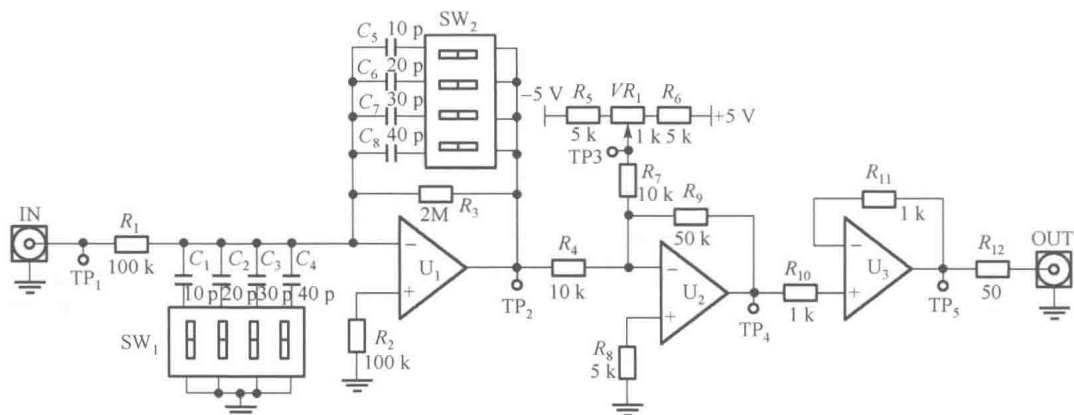 SW₂
C₅ 10 p
C₆ 20 p
C₇ 30 p
C₈ 40 p
−5 V R₅ VR₁ R₆ +5 V
5 k 1 k 5 k
TP3
R₇
10 k
R₃
2M
R₉
50 k
R₁₁
1 k
IN
R₁
100 k
TP₁
C₁ C₂ C₃ C₄
10 p 20 p 30 p 40 p
SW₁
−
+
U₁
R₂
100 k
TP₂
R₄
10 k
−
+
U₂
R₈
5 k
TP₄
R₁₀
1 k
−
+
U₃
TP₅
R₁₂
50
OUT